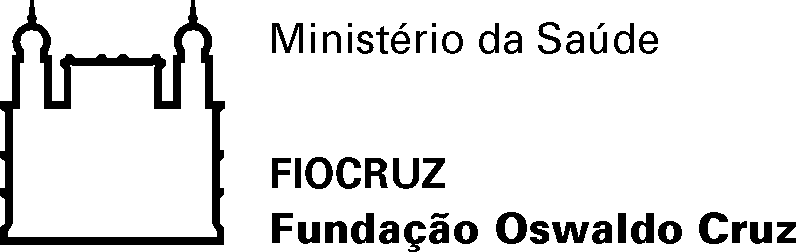 Ministério da Saúde
FIOCRUZ
Fundação Oswaldo Cruz